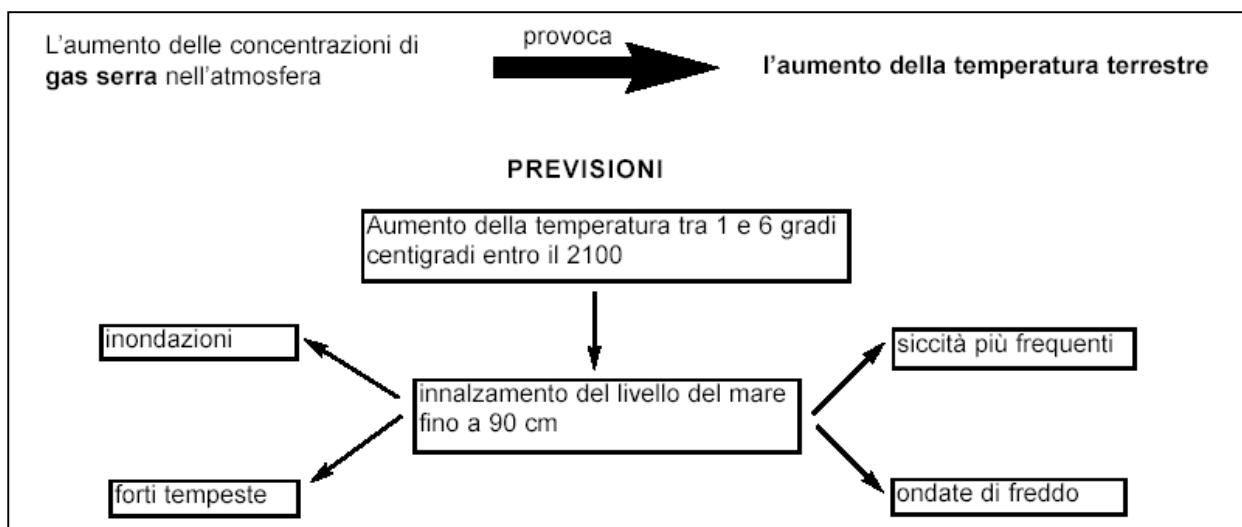 L'aumento delle concentrazioni di
gas serra nell'atmosfera
provoca
l'aumento della temperatura terrestre
PREVISIONI
Aumento della temperatura tra 1 e 6 gradi
centigradi entro il 2100
inondazioni
siccità più frequenti
innalzamento del livello del mare
fino a 90 cm
forti tempeste
ondate di freddo